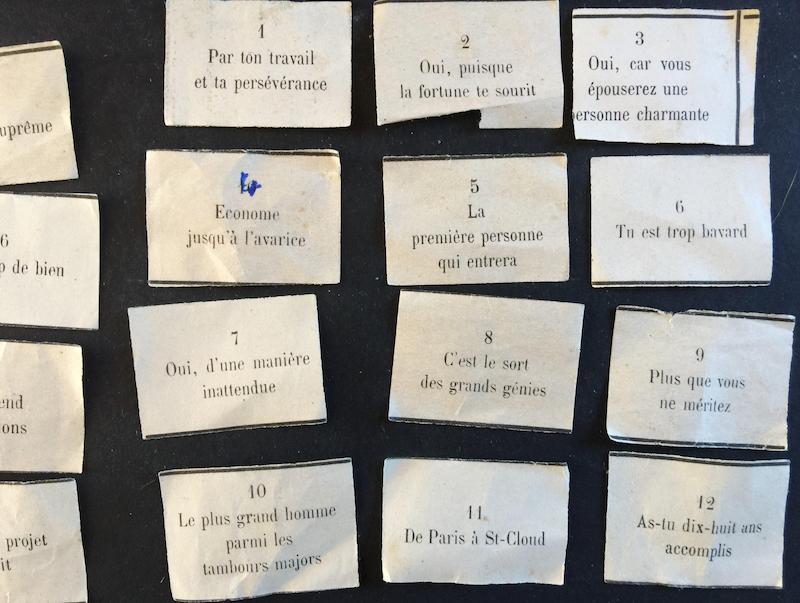 uprême
6
p de bien
end
ons
projet
it
1
Par ton travail
et ta persévérance
2
Oui, puisque
la fortune te sourit
3
Oui, car vous
épouserez une
ersonne charmante
4
Econome
jusqu'à l'avarice
5
La
première personne
qui entrera
6
Tu est trop bavard
7
Oui, d'une manière
inattendue
8
C'est le sort
des grands génies
9
Plus que vous
ne méritez
10
Le plus grand homme
parmi les
tambours majors
11
De Paris à St-Cloud
12
As-tu dix-huit ans
accomplis